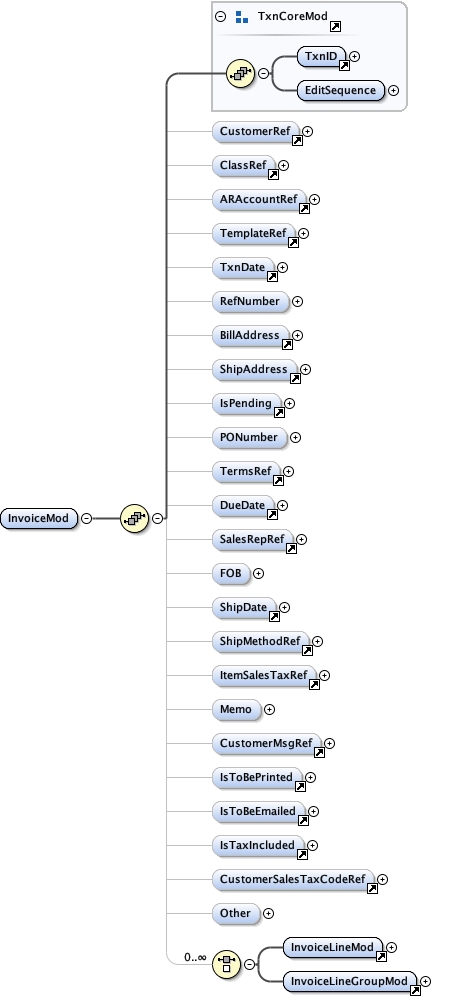 TxnCoreMod
TxnID
EditSequence
CustomerRef
ClassRef
ARAccountRef
TemplateRef
TxnDate
RefNumber
BillAddress
ShipAddress
IsPending
PONumber
TermsRef
InvoiceMod
DueDate
SalesRepRef
FOB
ShipDate
ShipMethodRef
ItemSalesTaxRef
Memo
CustomerMsgRef
IsToBePrinted
IsToBeEmailed
IsTaxIncluded
CustomerSalesTaxCodeRef
Other
0..∞
InvoiceLineMod
InvoiceLineGroupMod